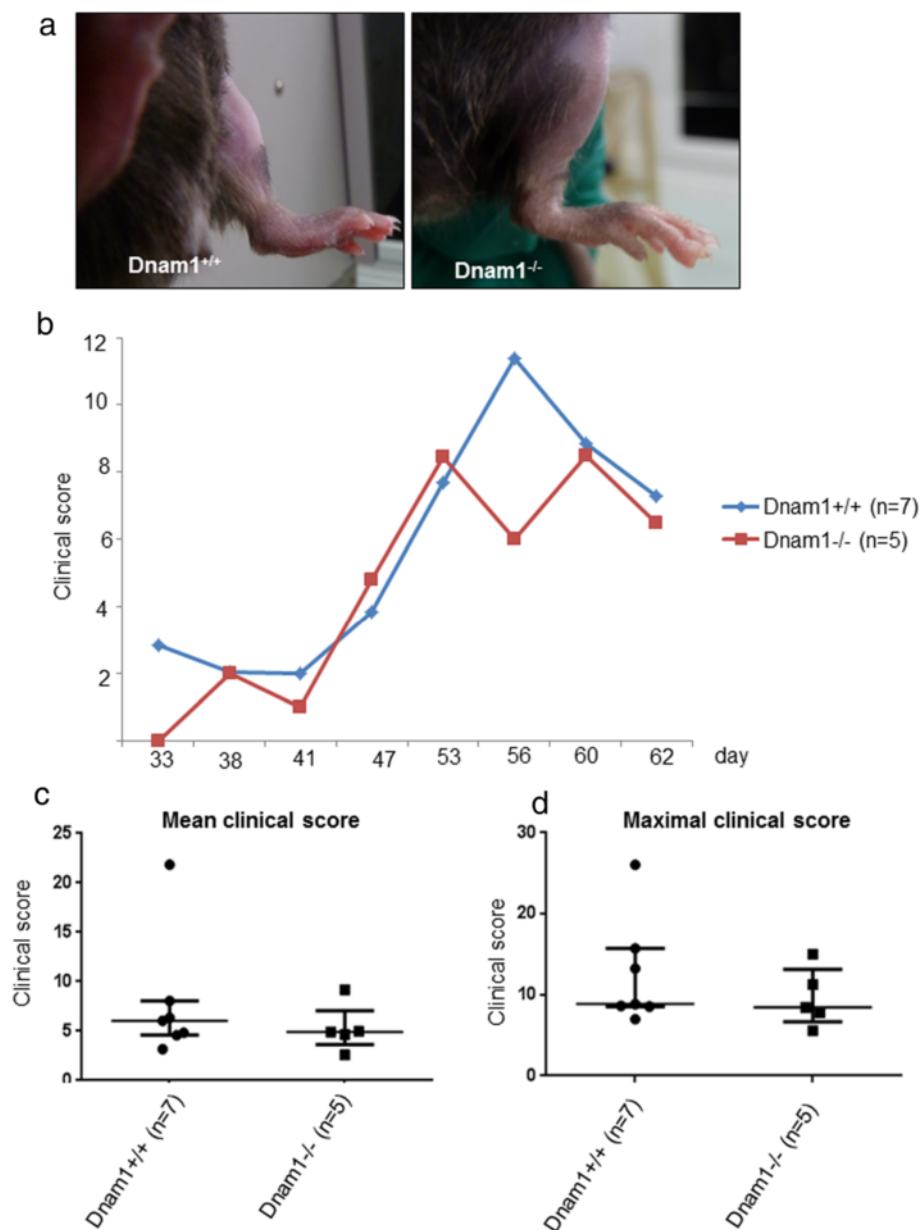 a
Dnam1+/+
Dnam1-/-
b
12
10
8
6
4
2
Clinical score
33 38 41 47 53 56 60 62 day
Dnam1+/+ (n=7)
Dnam1-/- (n=5)
c
Mean clinical score
25
20
15
10
5
0
Clinical score
Dnam1+/+ (n=7)
Dnam1-/- (n=5)
d
Maximal clinical score
30
20
10
0
Clinical score
Dnam1+/+ (n=7)
Dnam1-/- (n=5)